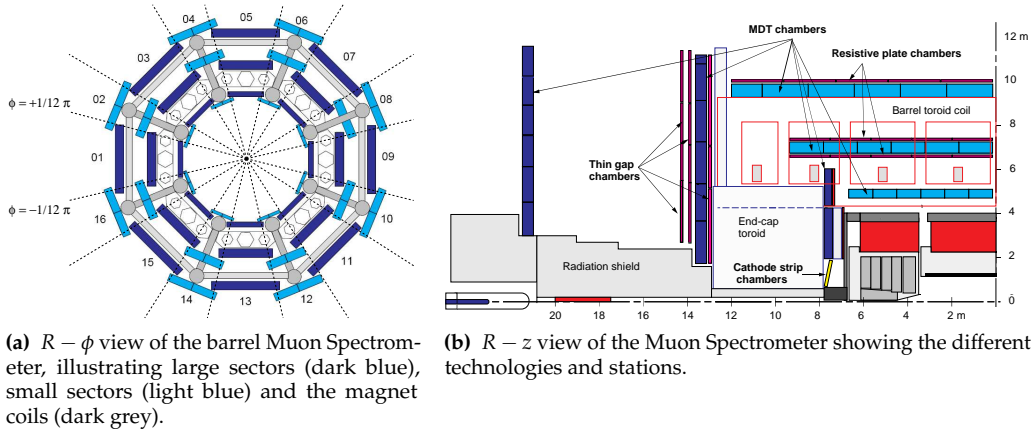 04
05
06
03
07
ϕ = +1/12 π
02
08
01
09
ϕ = −1/12 π
16
10
15
11
14
13
12
MDT chambers
12 m
Resistive plate chambers
10
Barrel toroid coil
8
Thin gap
chambers
6
End-cap
toroid
4
Radiation shield
Cathode strip
chambers
2
0
20
18
16
14
12
10
8
6
4
2 m
(a) R − ϕ view of the barrel Muon Spectrom-
eter, illustrating large sectors (dark blue),
small sectors (light blue) and the magnet
coils (dark grey).
(b) R − z view of the Muon Spectrometer showing the different
technologies and stations.